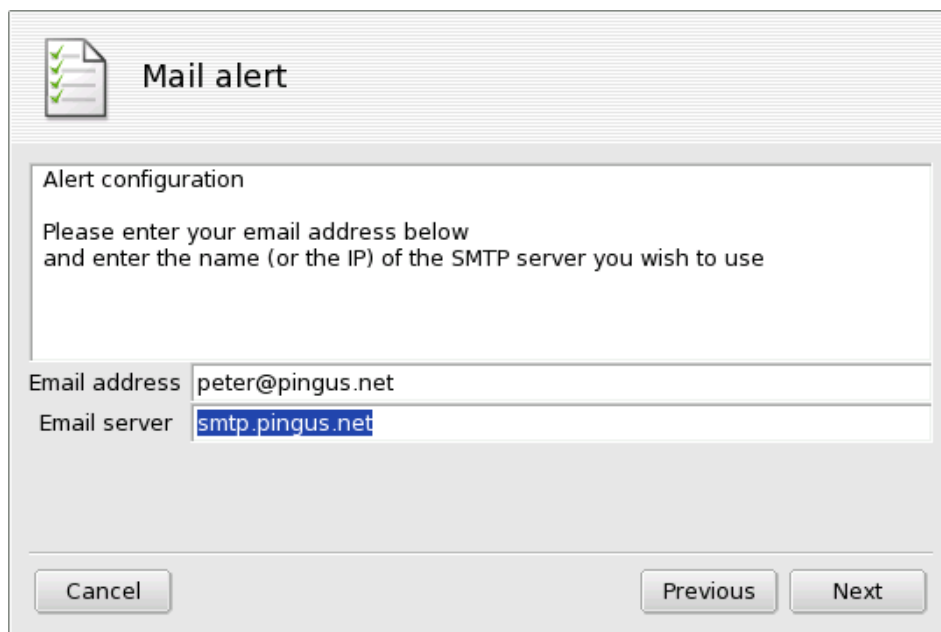 Mail alert
Alert configuration
Please enter your email address below
and enter the name (or the IP) of the SMTP server you wish to use
Email address peter@pingus.net
Email server smtp.pingus.net
Cancel Previous Next